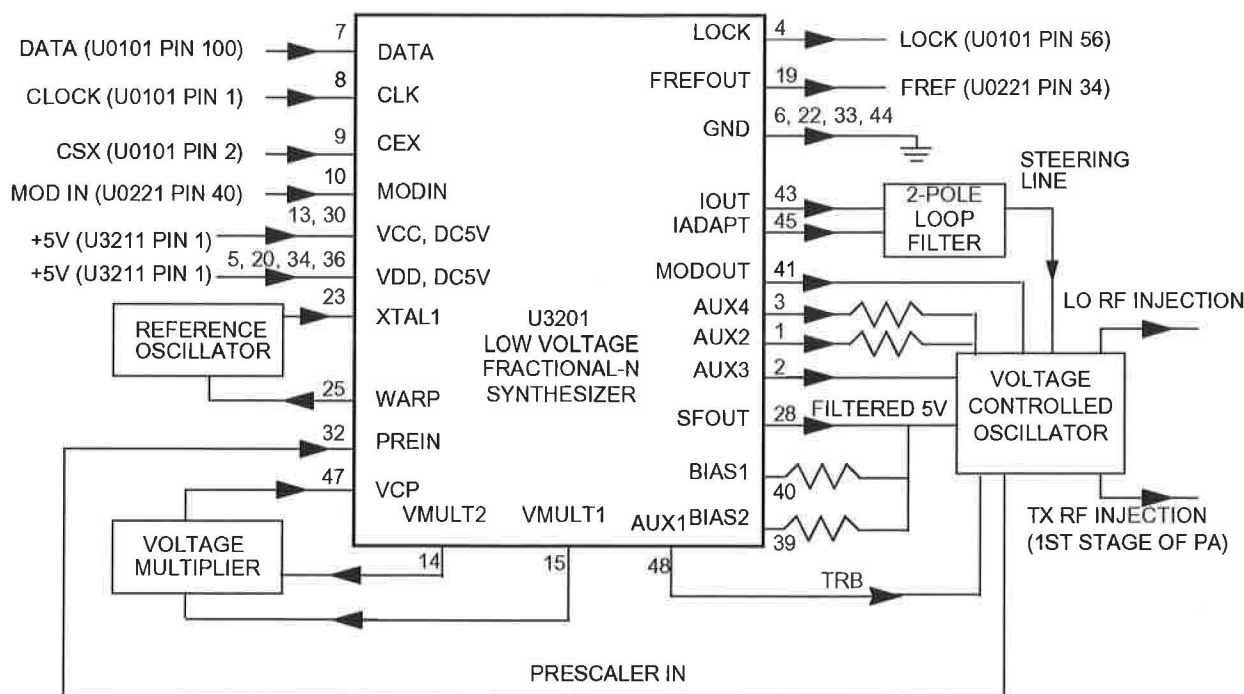 DATA (U0101 PIN 100)
7
DATA
CLOCK (U0101 PIN 1)
8
CLK
CSX (U0101 PIN 2)
9
CEX
MOD IN (U0221 PIN 40)
10
MODIN
+5V (U3211 PIN 1)
13, 30
VCC, DC5V
+5V (U3211 PIN 1)
5, 20, 34, 36
VDD, DC5V
REFERENCE
OSCILLATOR
23
XTAL1
25
WARP
32
PREIN
47
VCP
VOLTAGE
MULTIPLIER
U3201
LOW VOLTAGE
FRACTIONAL-N
SYNTHESIZER
VMULT2
14
VMULT1
15
AUX1
48
TRB
LOCK
4
LOCK (U0101 PIN 56)
FREFOUT
19
FREF (U0221 PIN 34)
GND
6, 22, 33, 44
IOUT
43
IADAPT
45
2-POLE
LOOP
FILTER
STEERING
LINE
MODOUT
41
AUX4
3
AUX2
1
AUX3
2
SFOUT
28
FILTERED 5V
BIAS1
40
BIAS2
39
VOLTAGE
CONTROLLED
OSCILLATOR
LO RF INJECTION
TX RF INJECTION
(1ST STAGE OF PA)
PRESCALER IN